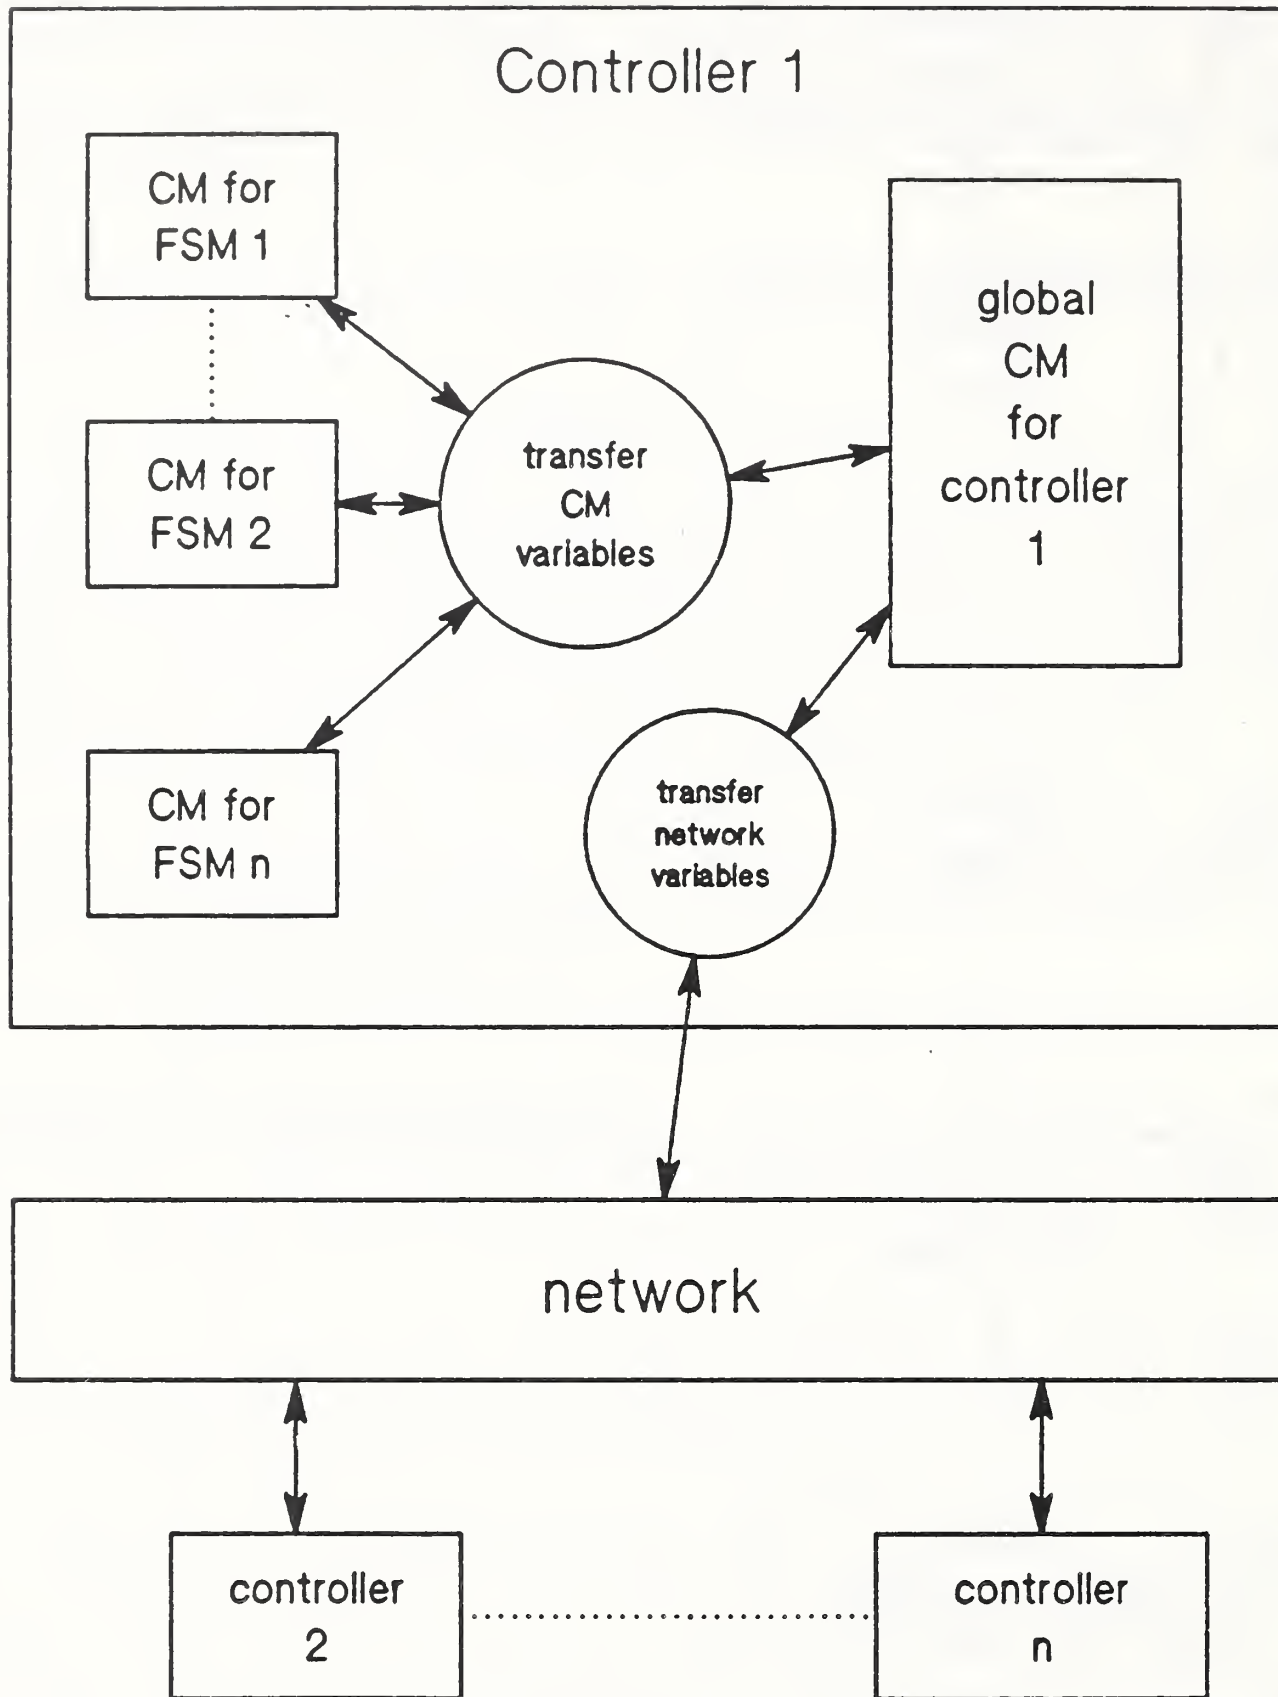 Controller 1
CM for
FSM 1
CM for
FSM 2
CM for
FSM n
transfer
CM
variables
global
CM
for
controller
1
transfer
network
variables
network
controller
2
controller
n